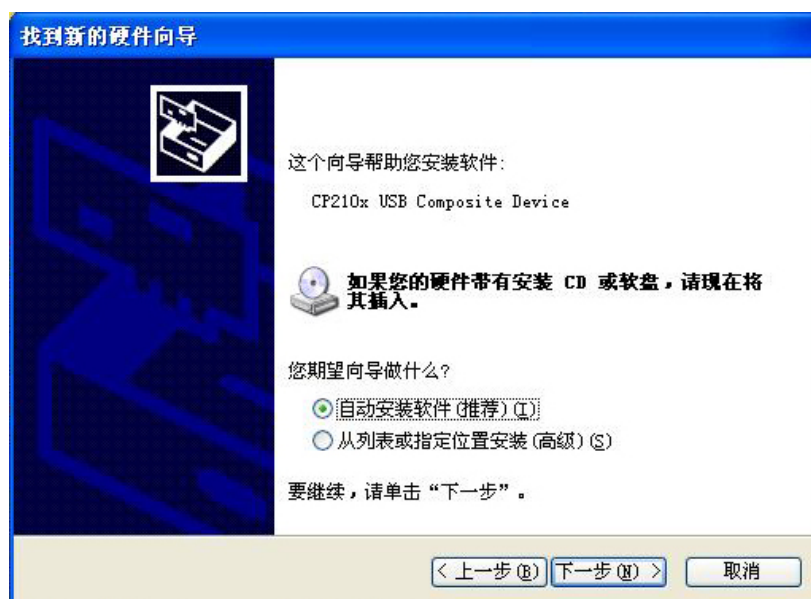 找到新的硬件向导
这个向导帮助您安装软件:
CP210x USB Composite Device
如果您的硬件带有安装 CD 或软盘，请现在将
其插入。
您期望向导做什么?
自动安装软件(推荐)(I)
从列表或指定位置安装(高级)(S)
要继续，请单击“下一步”。
< 上一步(B) 下一步(N) > 取消